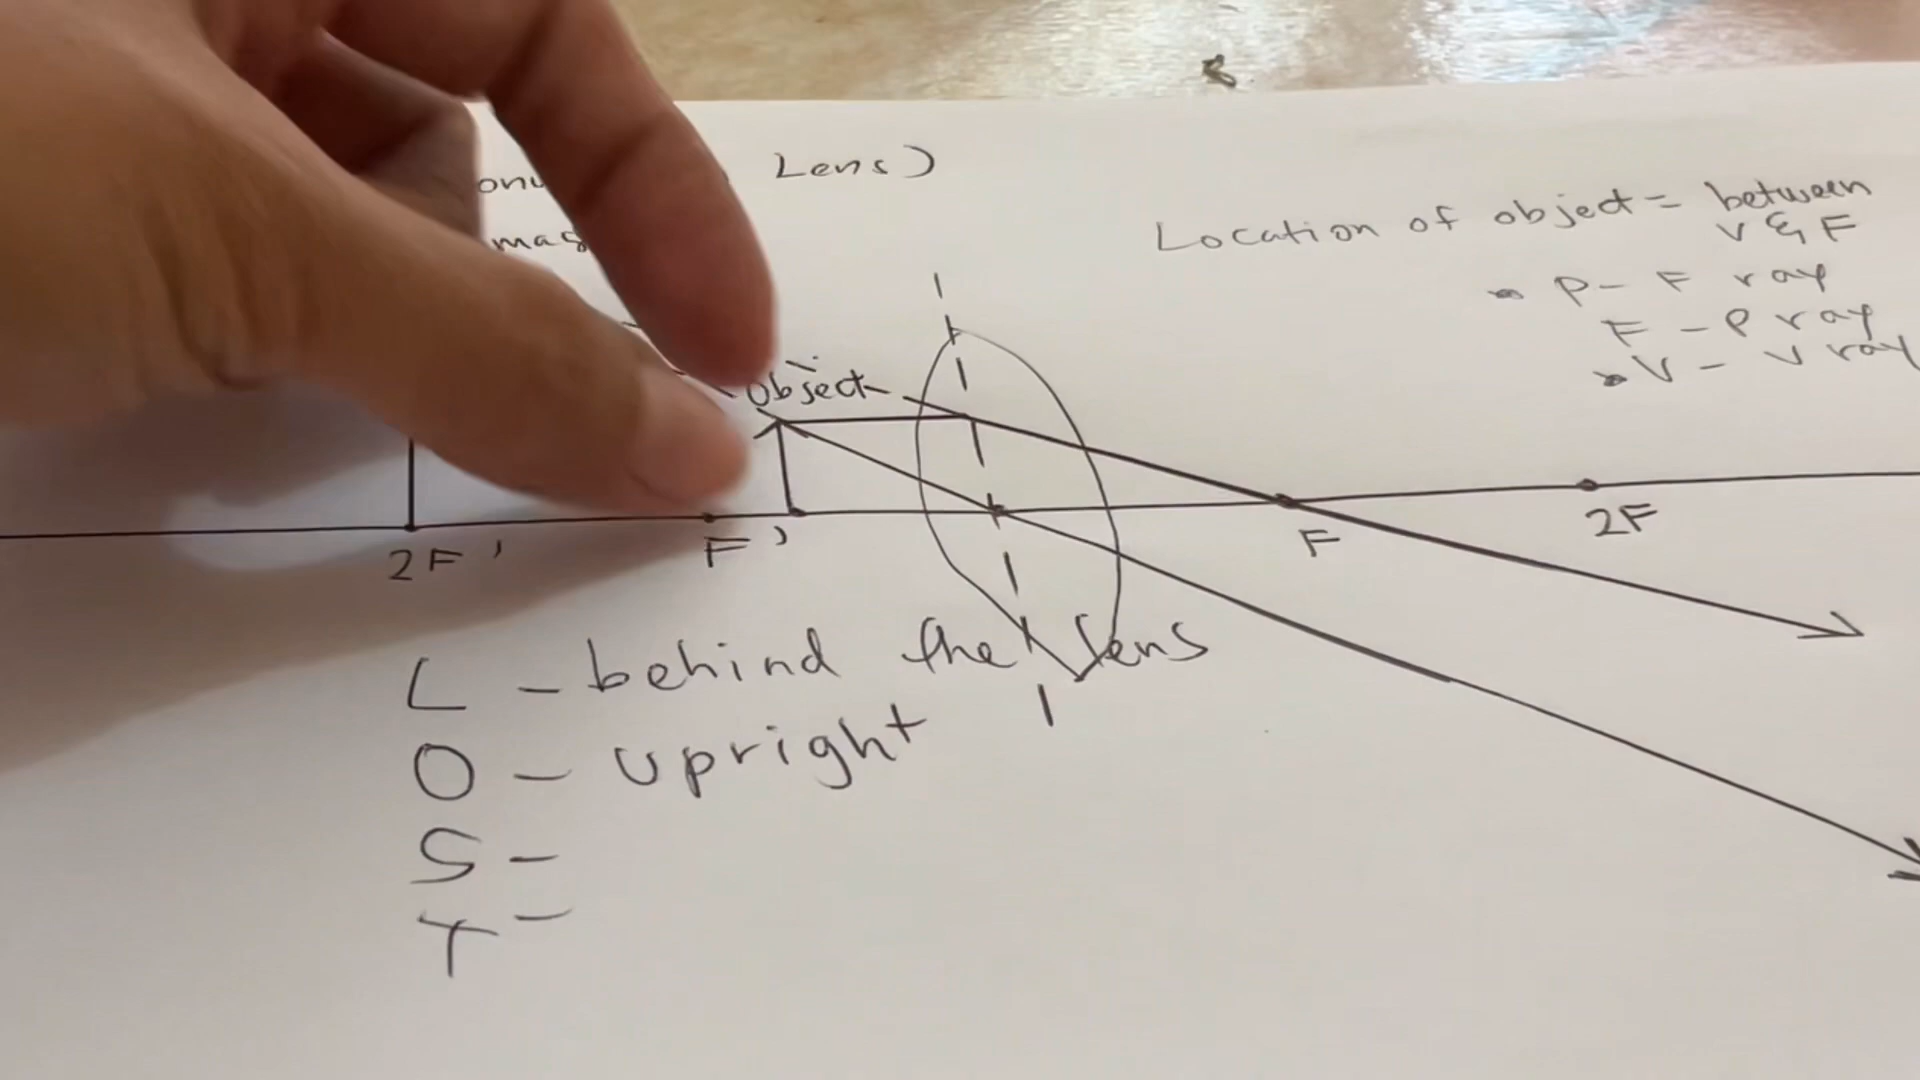 Lens)
Location of object = between
V & F
P - F ray
F - P ray
V - V ray
object
2F'
F'
F
2F
L - behind the lens
O - upright
S -
T -